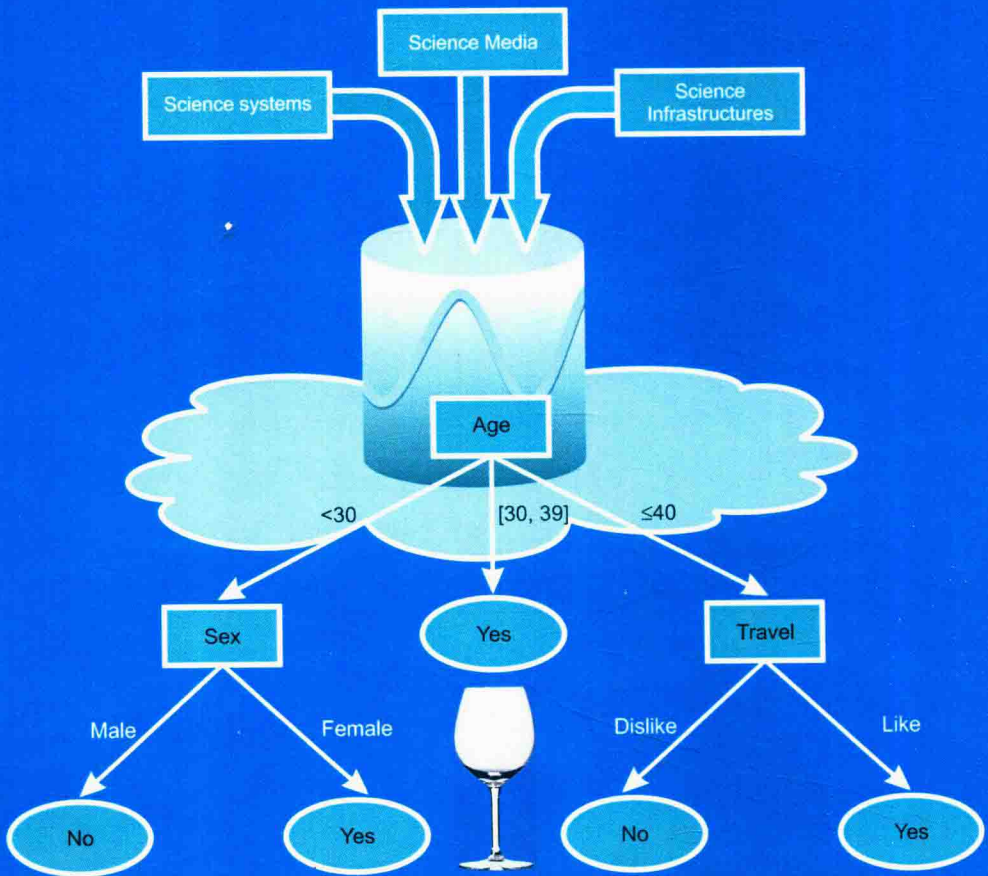 Science Media
Science systems
Science
Infrastructures
Age
<30
[30, 39]
≤40
Sex
Yes
Travel
Male
Female
Dislike
Like
No
Yes
No
Yes